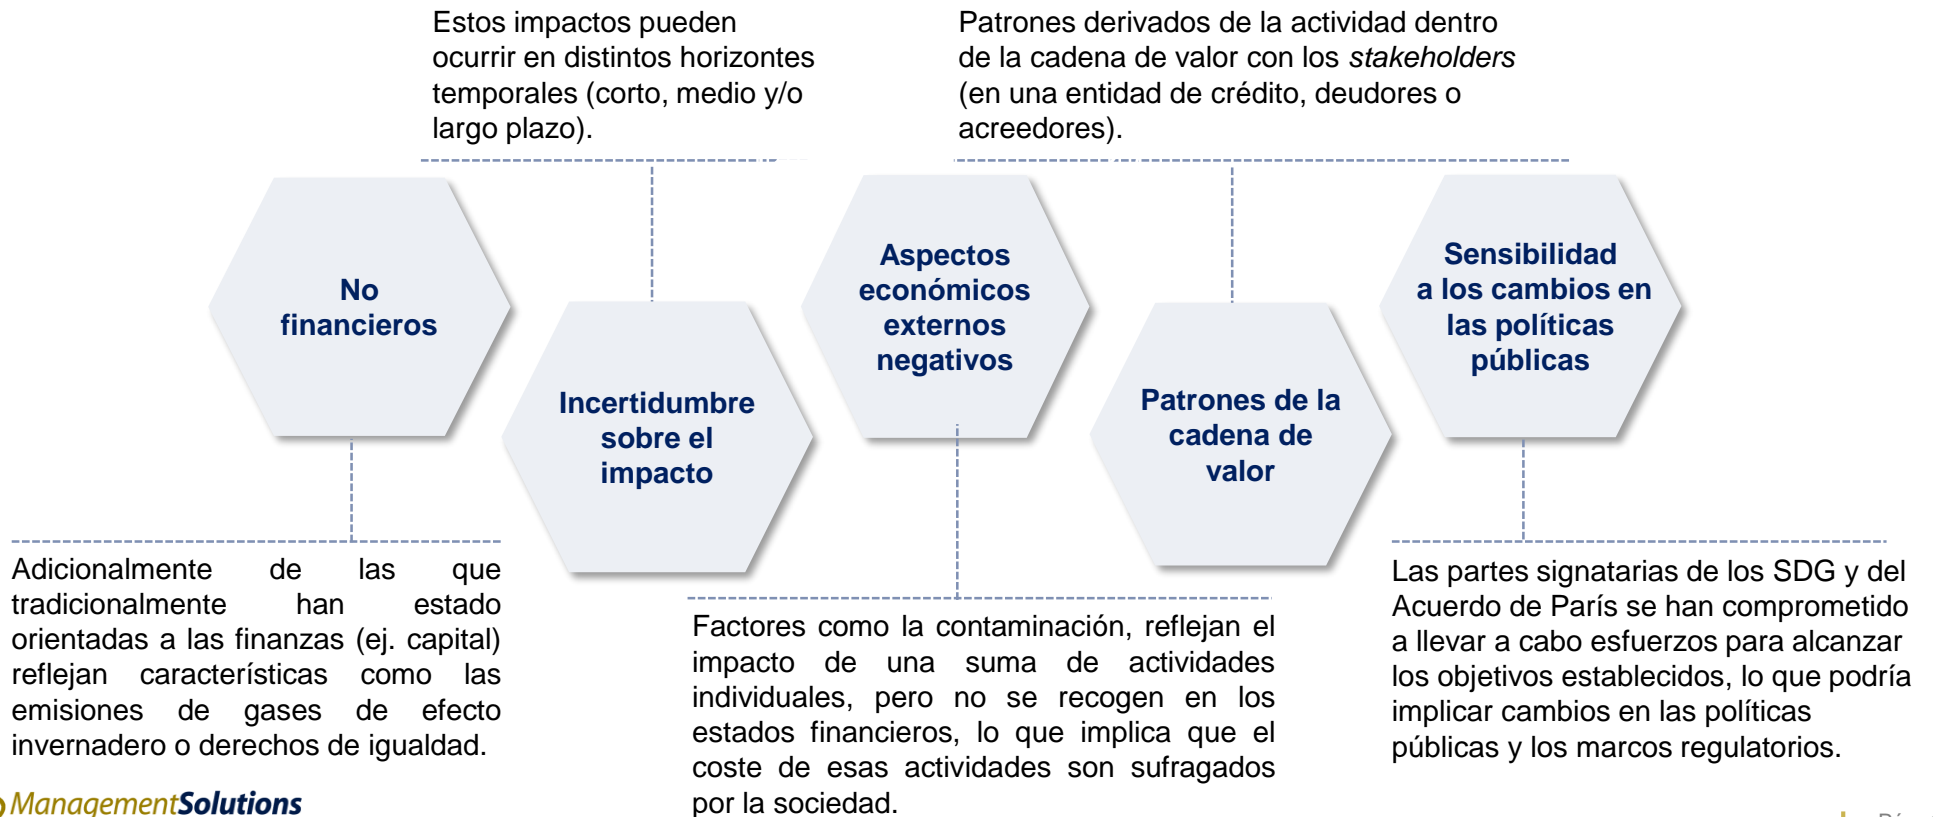 Estos impactos pueden
ocurrir en distintos horizontes
temporales (corto, medio y/o
largo plazo).
Patrones derivados de la actividad dentro
de la cadena de valor con los stakeholders
(en una entidad de crédito, deudores o
acreedores).
No
financieros
Incertidumbre
sobre el
impacto
Aspectos
económicos
externos
negativos
Patrones de la
cadena de
valor
Sensibilidad
a los cambios en
las políticas
públicas
Adicionalmente de las que
tradicionalmente han estado
orientadas a las finanzas (ej. capital)
reflejan características como las
emisiones de gases de efecto
invernadero o derechos de igualdad.
Factores como la contaminación, reflejan el
impacto de una suma de actividades
individuales, pero no se recogen en los
estados financieros, lo que implica que el
coste de esas actividades son sufragados
por la sociedad.
Las partes signatarias de los SDG y del
Acuerdo de París se han comprometido
a llevar a cabo esfuerzos para alcanzar
los objetivos establecidos, lo que podría
implicar cambios en las políticas
públicas y los marcos regulatorios.
ManagementSolutions